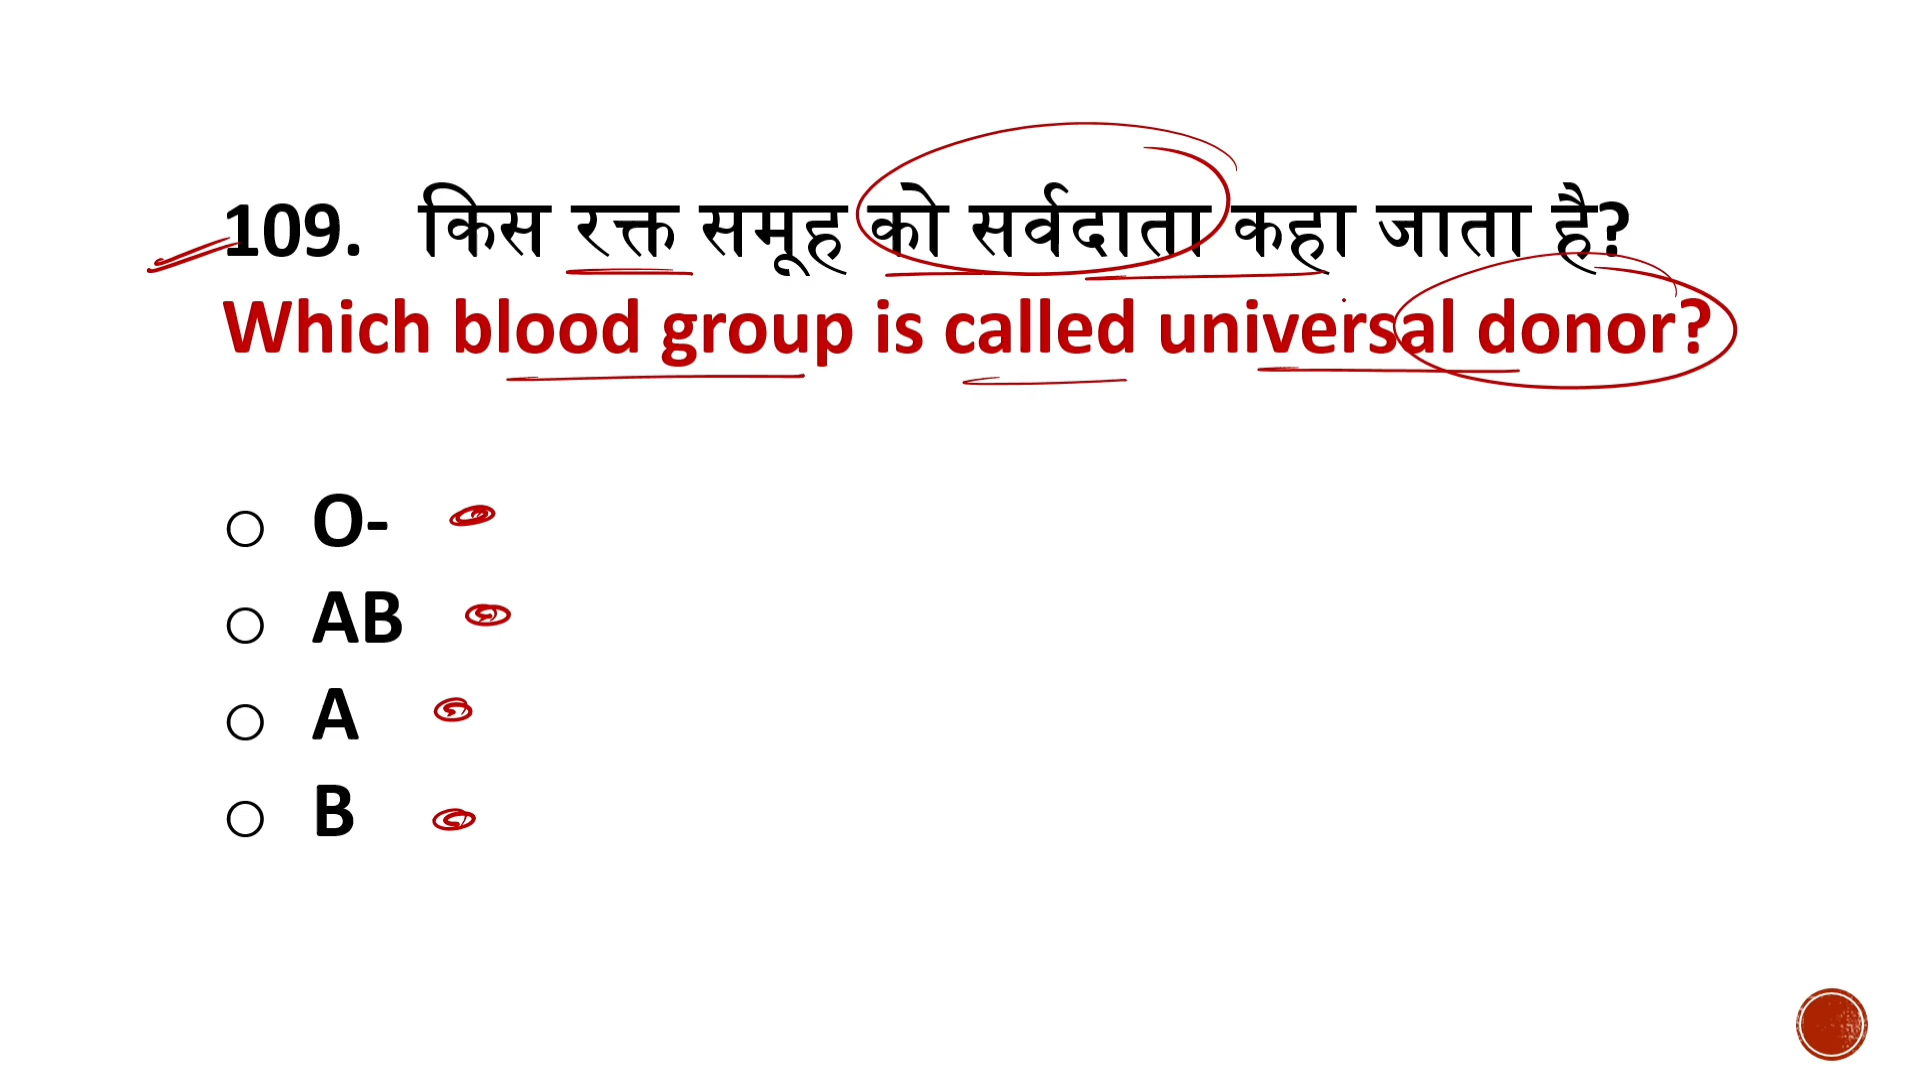 109. किस रक्त समूह को सर्वदाता कहा जाता है?
Which blood group is called universal donor?
O-
AB
A
B